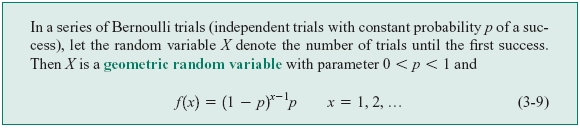 In a series of Bernoulli trials (independent trials with constant probability p of a suc-
cess), let the random variable X denote the number of trials until the first success.
Then X is a geometric random variable with parameter 0 < p < 1 and
f(x) = (1 − p)ˣ⁻¹p x = 1, 2, … (3-9)